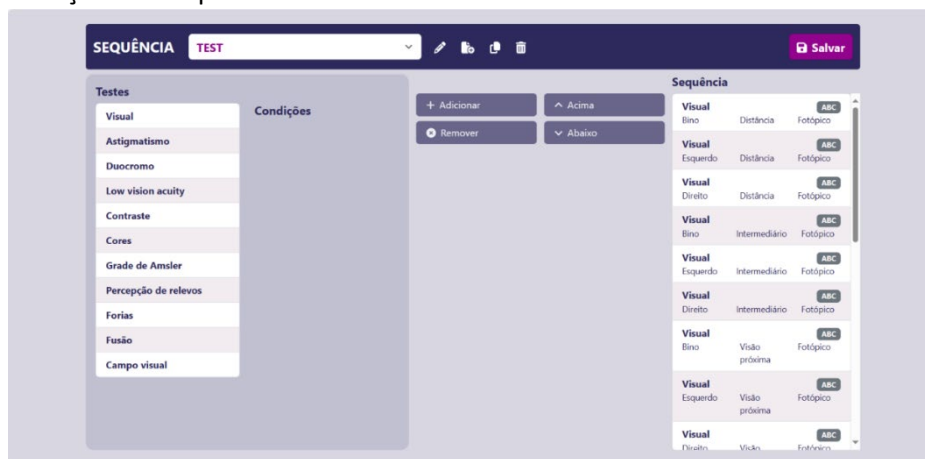 SEQUÊNCIA TEST Salvar
Testes
Visual
Astigmatismo
Duocromo
Low vision acuity
Contraste
Cores
Grade de Amsler
Percepção de relevos
Forias
Fusão
Campo visual
Condições
+ Adicionar
Remover
Acima
Abaixo
Sequência
Visual ABC
Bino Distância Fotópico
Visual ABC
Esquerdo Distância Fotópico
Visual ABC
Direito Distância Fotópico
Visual ABC
Bino Intermediário Fotópico
Visual ABC
Esquerdo Intermediário Fotópico
Visual ABC
Direito Intermediário Fotópico
Visual ABC
Bino Visão próxima Fotópico
Visual ABC
Esquerdo Visão próxima Fotópico
Visual ABC
Direito Visão Fotópico